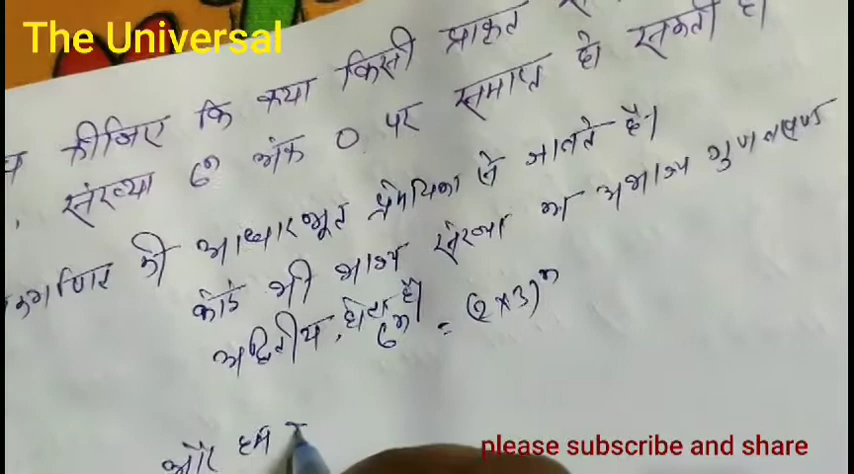 The Universal
कीजिए कि क्या किसी प्राकृत
संख्या 6ⁿ अंक 0 पर समाप्त हो सकती है।
की आधारभूत प्रमेयिका से जानते है।
कोई भी भाज्य संख्या अभाज्य गुणनखण्ड
अद्वितीय होता है।
6ⁿ = (2×3)ⁿ
और हम
please subscribe and share